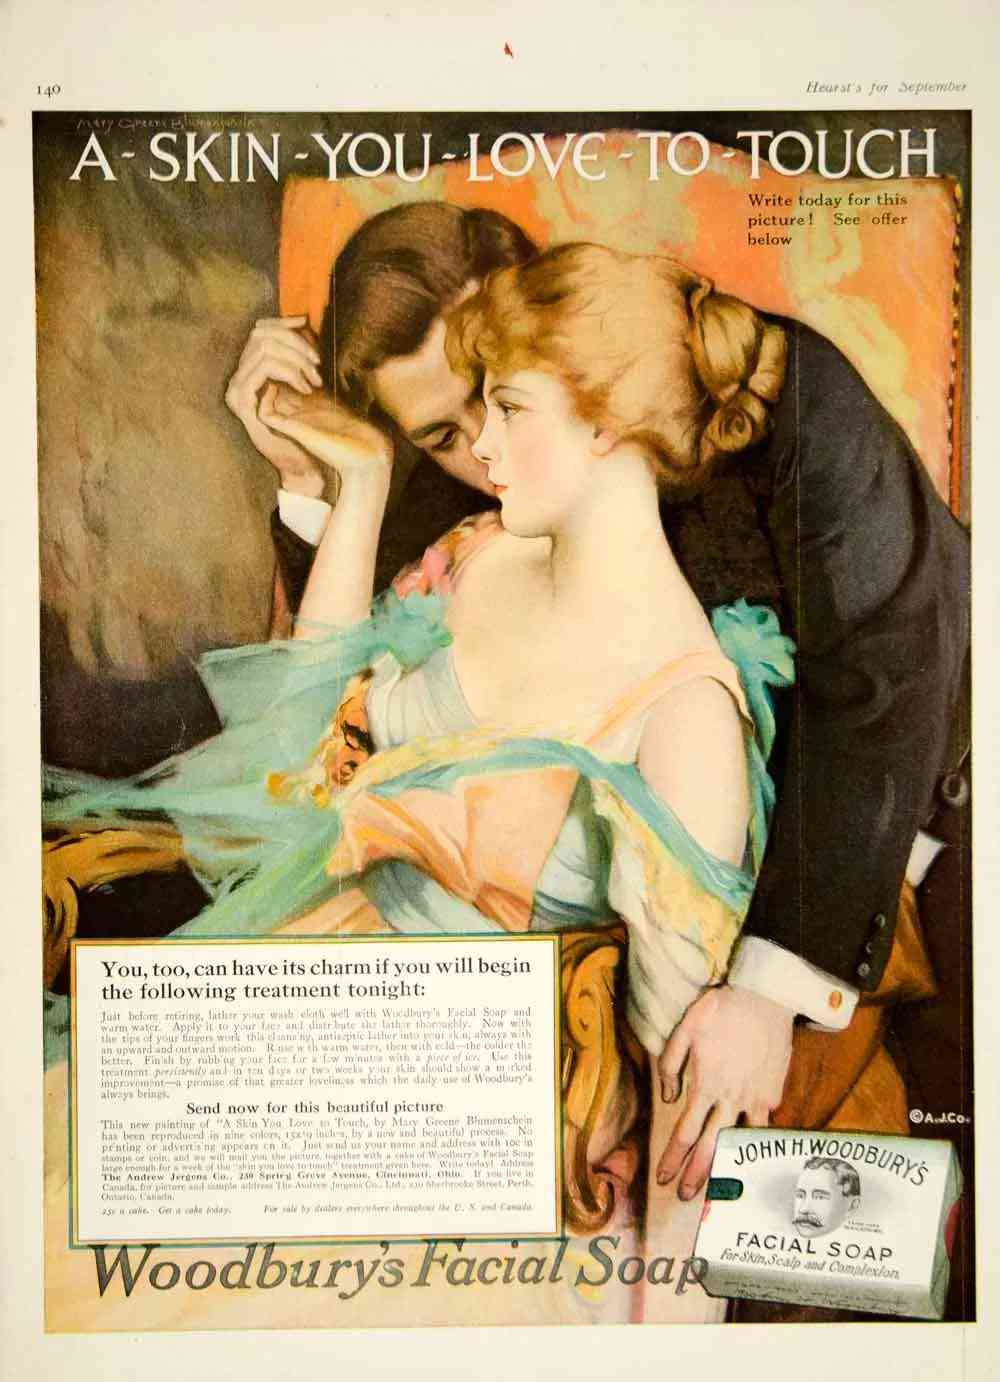 140
Hearst's for September
Mary Greene Blumenschein
A-SKIN-YOU-LOVE-TO-TOUCH
Write today for this
picture! See offer
below
You, too, can have its charm if you will begin
the following treatment tonight:
Just before retiring, lather your wash cloth well with Woodbury's Facial Soap and
warm water. Apply it to your face and distribute the lather thoroughly. Now with
the tips of your fingers work this cleansing, antiseptic lather into your skin, always with
an upward and outward motion. Rinse with warm water, then with cold—the colder the
better. Finish by rubbing your face for a few minutes with a piece of ice. Use this
treatment persistently and in ten days or two weeks your skin should show a marked
improvement—a promise of that greater loveliness which the daily use of Woodbury's
always brings.
Send now for this beautiful picture
This new painting of "A Skin You Love to Touch, by Mary Greene Blumenschein
has been reproduced in nine colors, 15x19 inches, by a new and beautiful process. No
printing or advertising appears on it. Just send us your name and address with 10c in
stamps or coin, and we will mail you the picture, together with a cake of Woodbury's Facial Soap
large enough for a week of the "skin you love to touch" treatment given here. Write today! Address
The Andrew Jergens Co., 230 Spring Grove Avenue, Cincinnati, Ohio. If you live in
Canada, for picture and sample address The Andrew Jergens Co., Ltd., 230 Sherbrooke Street, Perth,
Ontario, Canada.
25c a cake. Get a cake today. For sale by dealers everywhere throughout the U. S. and Canada.
©A.J.Co.
JOHN H. WOODBURY'S
FACIAL SOAP
For Skin, Scalp and Complexion.
Woodbury's Facial Soap